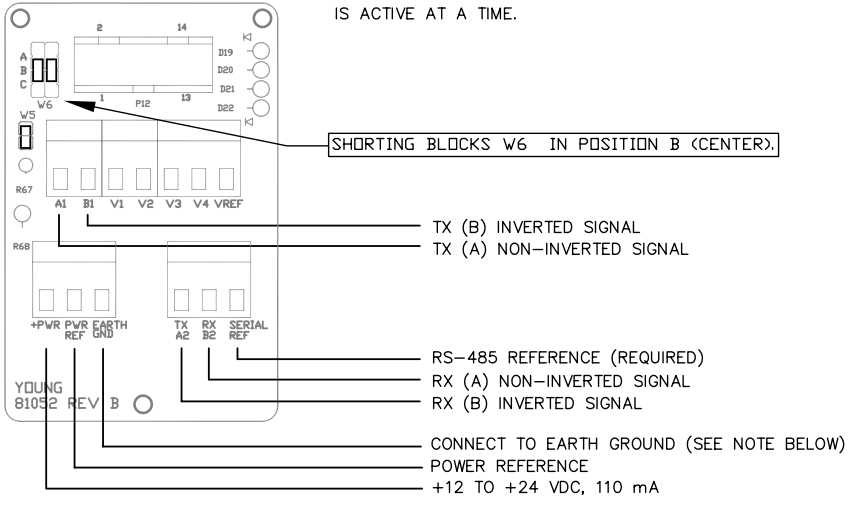 IS ACTIVE AT A TIME.
2 14
D19
A
B
C
D20
D21
D22
1 P12 13
W6
W5
SHORTING BLOCKS W6 IN POSITION B (CENTER).
R67
A1 B1 V1 V2 V3 V4 VREF
TX (B) INVERTED SIGNAL
TX (A) NON-INVERTED SIGNAL
R68
+PWR PWR REF EARTH GND
TX A2 RX B2 SERIAL REF
RS-485 REFERENCE (REQUIRED)
RX (A) NON-INVERTED SIGNAL
RX (B) INVERTED SIGNAL
YOUNG
81052 REV B
CONNECT TO EARTH GROUND (SEE NOTE BELOW)
POWER REFERENCE
+12 TO +24 VDC, 110 mA